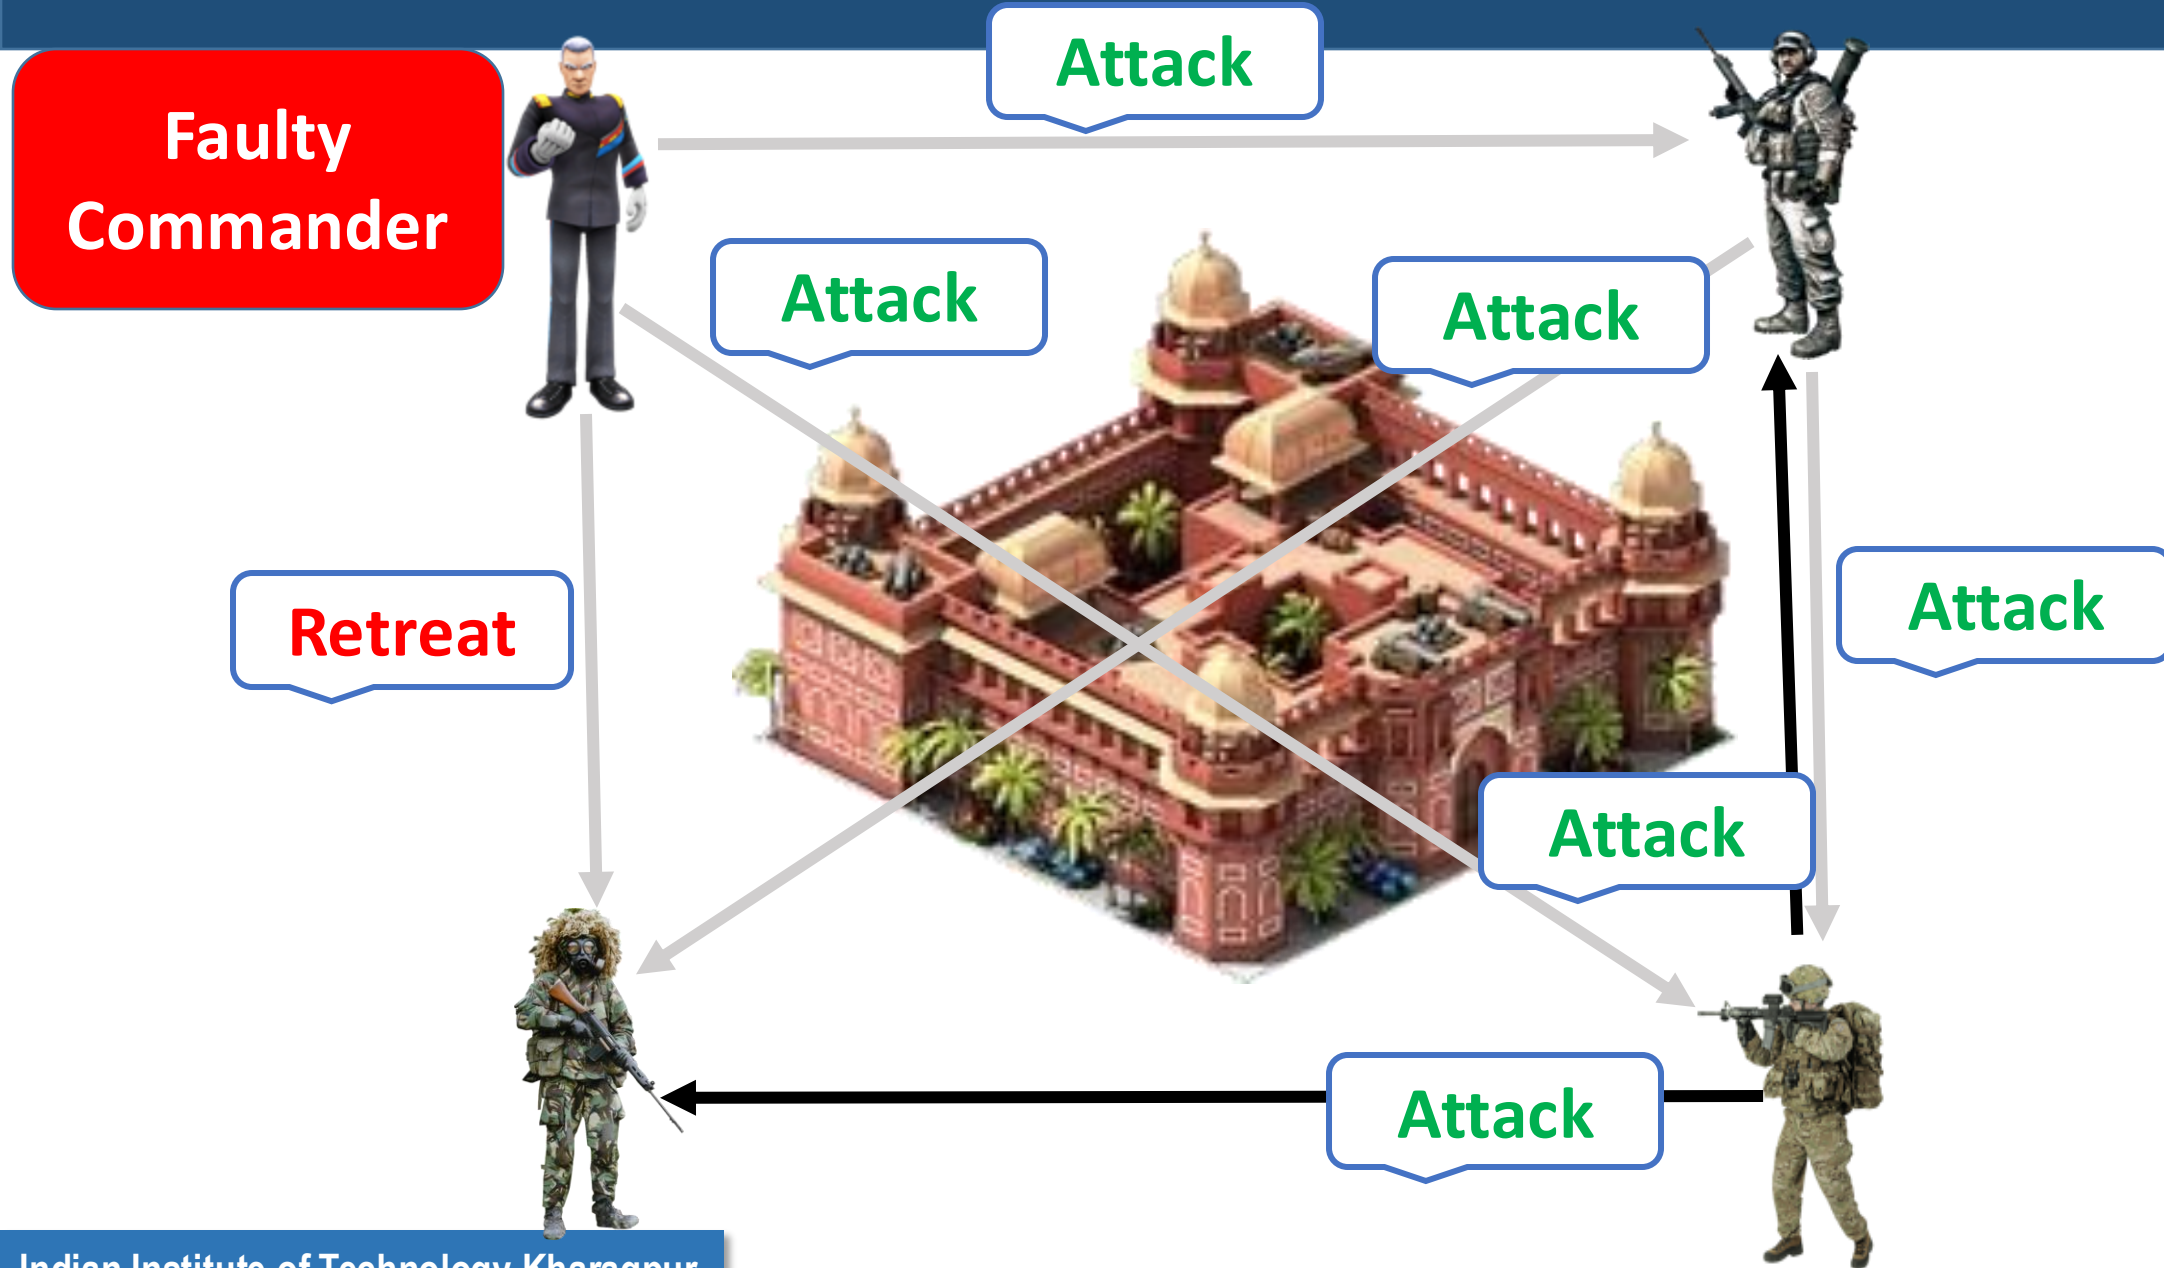 Attack
Faulty
Commander
Attack
Attack
Attack
Retreat
Attack
Attack
Indian Institute of Technology Kharagpur